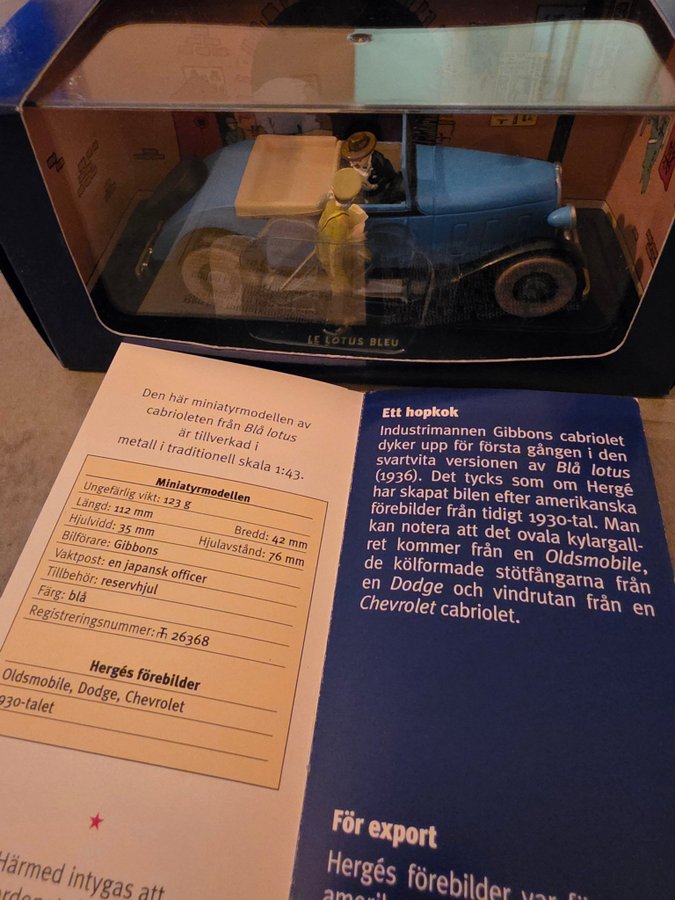 LE LOTUS BLEU
Den här miniatyrmodellen av
cabrioleten från Blå lotus
är tillverkad i
metall i traditionell skala 1:43.
Miniatyrmodellen
Ungefärlig vikt: 123 g
Längd: 112 mm Bredd: 42 mm
Hjulvidd: 35 mm Hjulavstånd: 76 mm
Bilförare: Gibbons
Vaktpost: en japansk officer
Tillbehör: reservhjul
Färg: blå
Registreringsnummer: 26368
Hergés förebilder
Oldsmobile, Dodge, Chevrolet
930-talet
Härmed intygas att
Ett hopkok
Industrimannen Gibbons cabriolet
dyker upp för första gången i den
svartvita versionen av Blå lotus
(1936). Det tycks som om Hergé
har skapat bilen efter amerikanska
förebilder från tidigt 1930-tal. Man
kan notera att det ovala kylargall-
ret kommer från en Oldsmobile,
de kölformade stötfångarna från
en Dodge och vindrutan från en
Chevrolet cabriolet.
För export
Hergés förebilder var